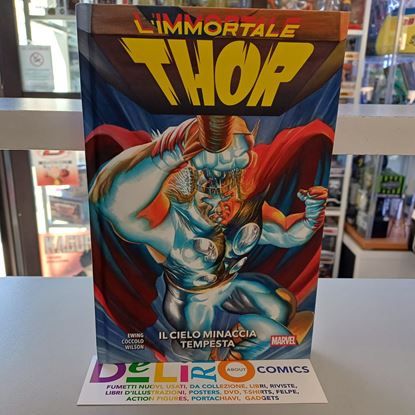 L'IMMORTALE
THOR
EWING
COCCOLO
WILSON
IL CIELO MINACCIA
TEMPESTA
MARVEL
DELIRIO ABOUT COMICS
FUMETTI NUOVI, USATI, DA COLLEZIONE, LIBRI, RIVISTE,
LIBRI D'ILLUSTRAZIONI, POSTERS, DVD, T-SHIRTS, FELPE,
ACTION FIGURES, PORTACHIAVI, GADGETS